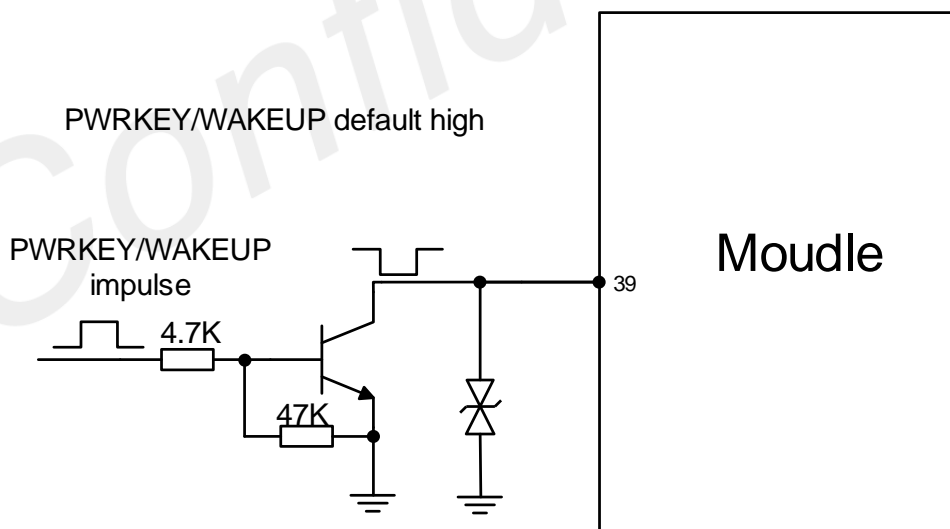 PWRKEY/WAKEUP default high
PWRKEY/WAKEUP
impulse
4.7K
47K
39
Moudle